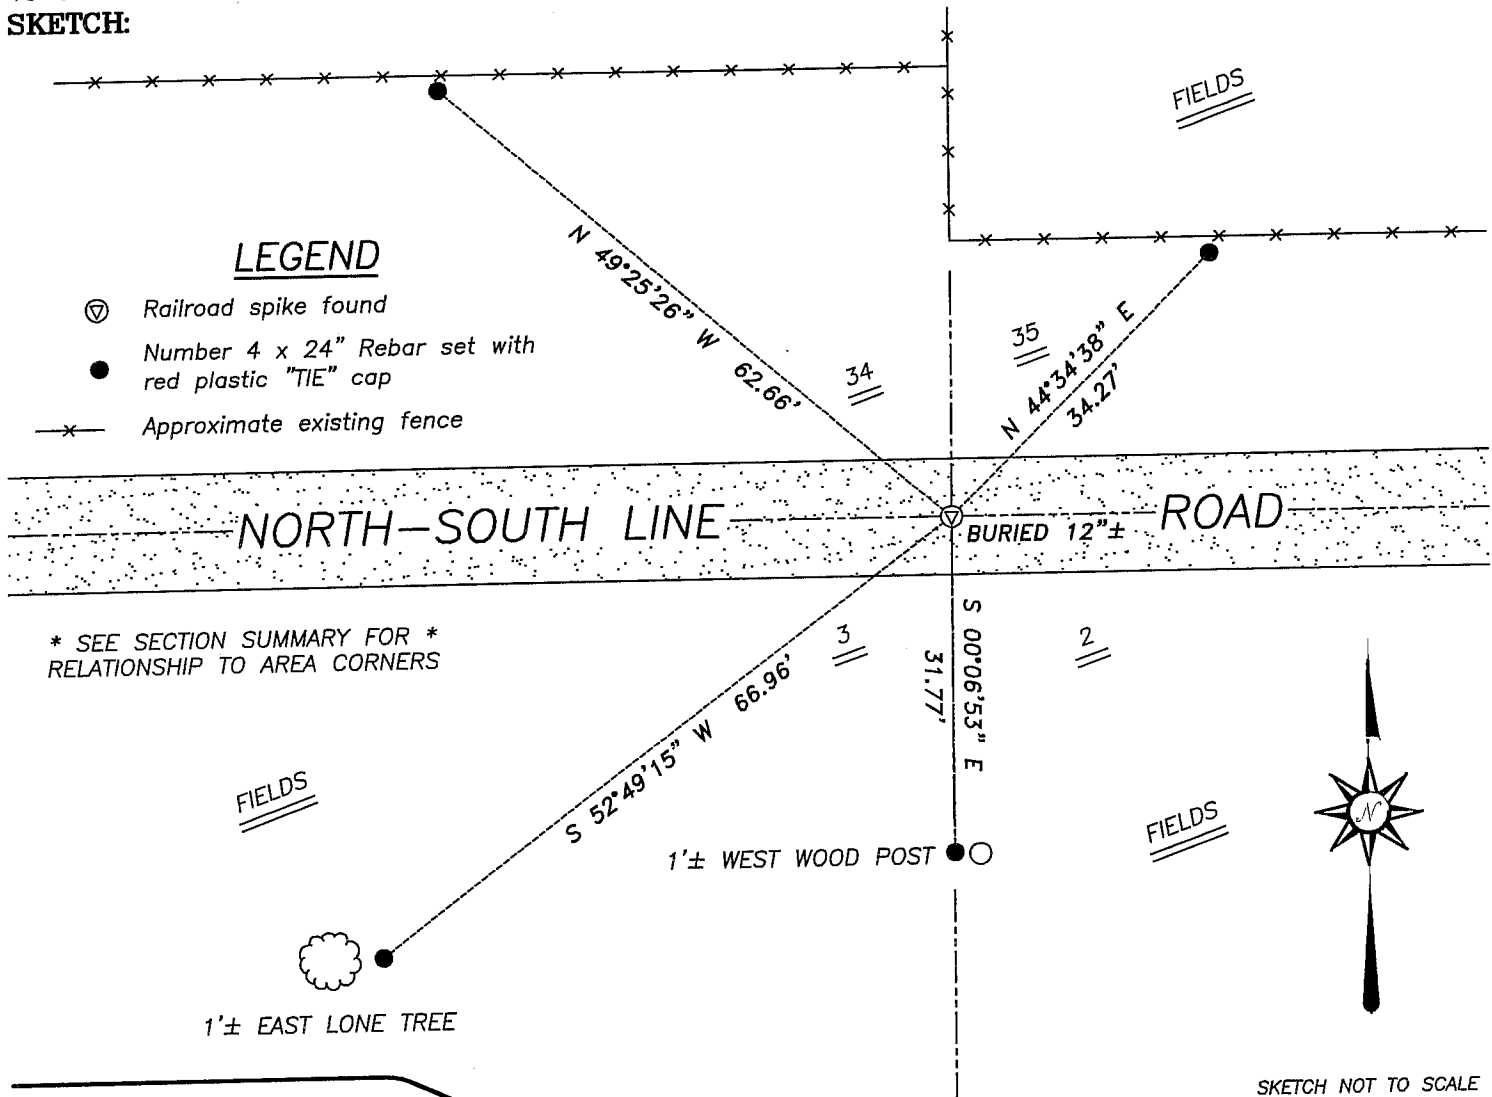 SKETCH:
FIELDS
LEGEND
Railroad spike found
Number 4 x 24" Rebar set with
red plastic "TIE" cap
Approximate existing fence
N 49°25'26" W 62.66'
34
35
N 44°34'38" E
34.27'
NORTH-SOUTH LINE ROAD
BURIED 12"±
* SEE SECTION SUMMARY FOR *
RELATIONSHIP TO AREA CORNERS
3
2
S 00°06'53" E
31.77'
S 52°49'15" W 66.96'
FIELDS
FIELDS
N
1'± WEST WOOD POST
1'± EAST LONE TREE
SKETCH NOT TO SCALE